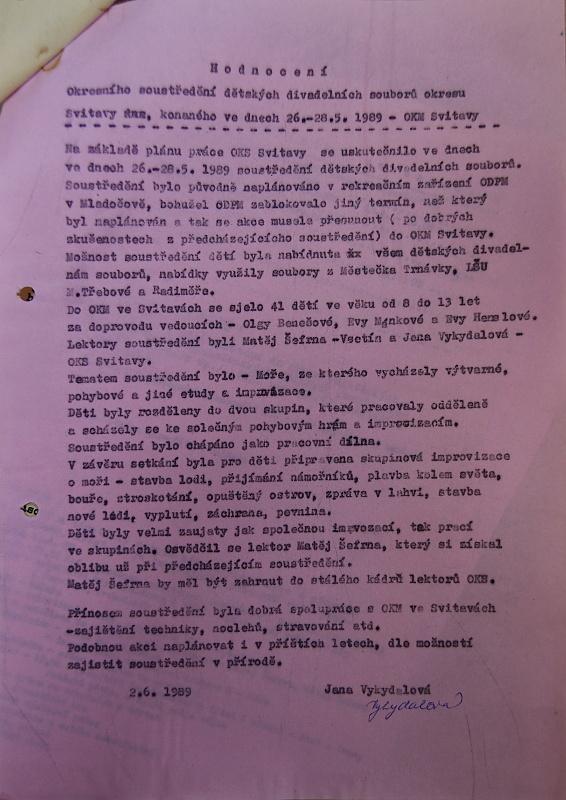 H o d n o c e n í
Okresního soustředění dětských divadelních souborů okresu
Svitavy xxx, konaného ve dnech 26.-28.5. 1989 - OKM Svitavy
Na základě plánu práce OKS Svitavy se uskutečnilo ve dnech
ve dnech 26.-28.5. 1989 soustředění dětských divadelních souborů.
Soustředění bylo původně naplánováno v rekreačním zařízení ODPM
v Mladočově, bohužel ODPM zablokovalo jiný termín, než který
byl naplánován a tak se akce musela přesunout ( po dobrých
zkušenostech z předcházejícího soustředění) do OKM Svitavy.
Možnost soustředění dětí byla nabídnuta xx všem dětských divadel-
nám souborů, nabídky využily soubory z Městečka Trnávky, LŠU
M.Třebové a Radiměře.
Do OKM ve Svitavách se sjelo 41 dětí ve věku od 8 do 13 let
za doprovodu vedoucích - Olgy Benešové, Evy Mánkové a Evy Henslové.
Lektory soustředění byli Matěj Šefrna -Vsetín a Jana Vykydalová -
OKS Svitavy.
Tematem soustředění bylo - Moře, ze kterého vycházely výtvarné,
pohybové a jiné etudy a improvizace.
Děti byly rozděleny do dvou skupin, které pracovaly odděleně
a scházely se ke solečným pohybovým hrám a improvizacím.
Soustředění bylo chápáno jako pracovní dílna.
V závěru setkání byla pro děti připravena skupinová improvizace
o moři - stavba lodi, přijímání námořníků, plavba kolem světa,
bouře, stroskotání, opuštěný ostrov, zpráva v lahvi, stavba
nové ládi, vyplutí, záchrana, pevnina.
Děti byly velmi zaujaty jak společnou imrvozací, tak prací
ve skupinách. Osvědčil se lektor Matěj Šefrna, který si získal
oblibu už při předcházejícím soustředění.
Matěj Šefrna by měl být zahrnut do stálého kádrů lektorů OKS.
Přínosem soustředění byla dobrá spolupráce s OKM ve Svitavách
-zajištění techniky, noclehů, stravování atd.
Podobnou akci naplánovat i v příštích letech, dle možností
zajistit soustředění v přírodě.
2.6. 1989 Jana Vykydalová
Vykydalová